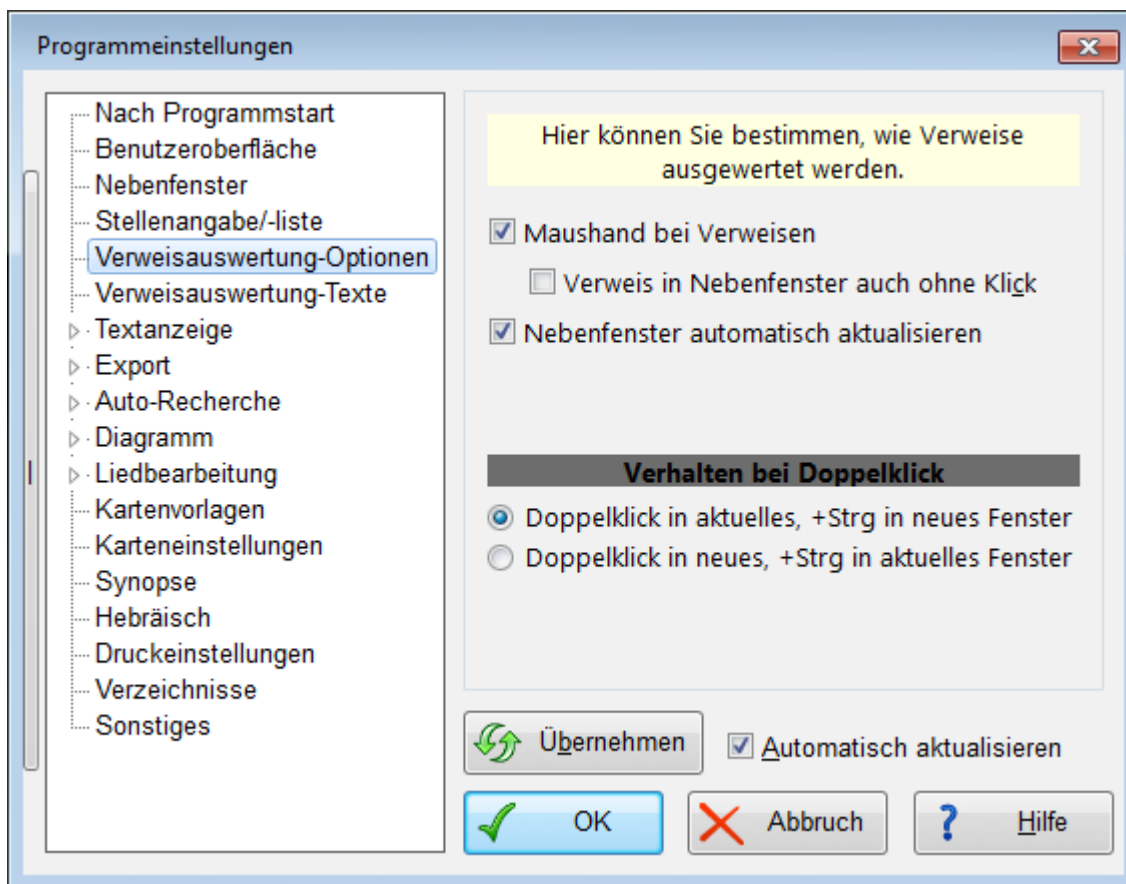 Programmeinstellungen
Nach Programmstart
Benutzeroberfläche
Nebenfenster
Stellenangabe/-liste
Verweisauswertung-Optionen
Verweisauswertung-Texte
Textanzeige
Export
Auto-Recherche
Diagramm
Liedbearbeitung
Kartenvorlagen
Karteneinstellungen
Synopse
Hebräisch
Druckeinstellungen
Verzeichnisse
Sonstiges
Hier können Sie bestimmen, wie Verweise
ausgewertet werden.
Maushand bei Verweisen
Verweis in Nebenfenster auch ohne Klick
Nebenfenster automatisch aktualisieren
Verhalten bei Doppelklick
Doppelklick in aktuelles, +Strg in neues Fenster
Doppelklick in neues, +Strg in aktuelles Fenster
Übernehmen
Automatisch aktualisieren
OK
Abbruch
Hilfe